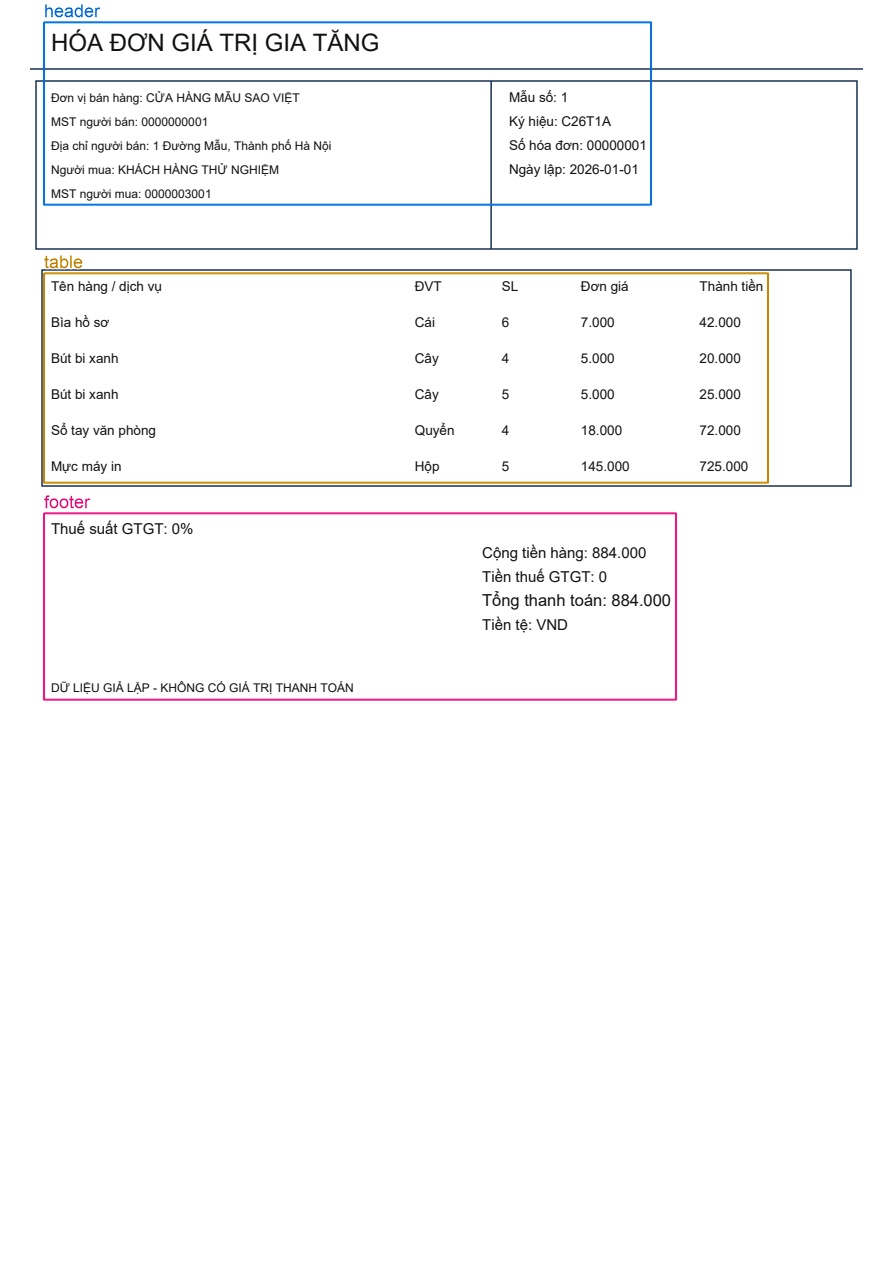 header
HÓA ĐƠN GIÁ TRỊ GIA TĂNG
Đơn vị bán hàng: CỬA HÀNG MẪU SAO VIỆT
MST người bán: 0000000001
Địa chỉ người bán: 1 Đường Mẫu, Thành phố Hà Nội
Người mua: KHÁCH HÀNG THỬ NGHIỆM
MST người mua: 0000003001
Mẫu số: 1
Ký hiệu: C26T1A
Số hóa đơn: 00000001
Ngày lập: 2026-01-01
table
Tên hàng / dịch vụ ĐVT SL Đơn giá Thành tiền
Bìa hồ sơ Cái 6 7.000 42.000
Bút bi xanh Cây 4 5.000 20.000
Bút bi xanh Cây 5 5.000 25.000
Sổ tay văn phòng Quyển 4 18.000 72.000
Mực máy in Hộp 5 145.000 725.000
footer
Thuế suất GTGT: 0%
Cộng tiền hàng: 884.000
Tiền thuế GTGT: 0
Tổng thanh toán: 884.000
Tiền tệ: VND
DỮ LIỆU GIẢ LẬP - KHÔNG CÓ GIÁ TRỊ THANH TOÁN